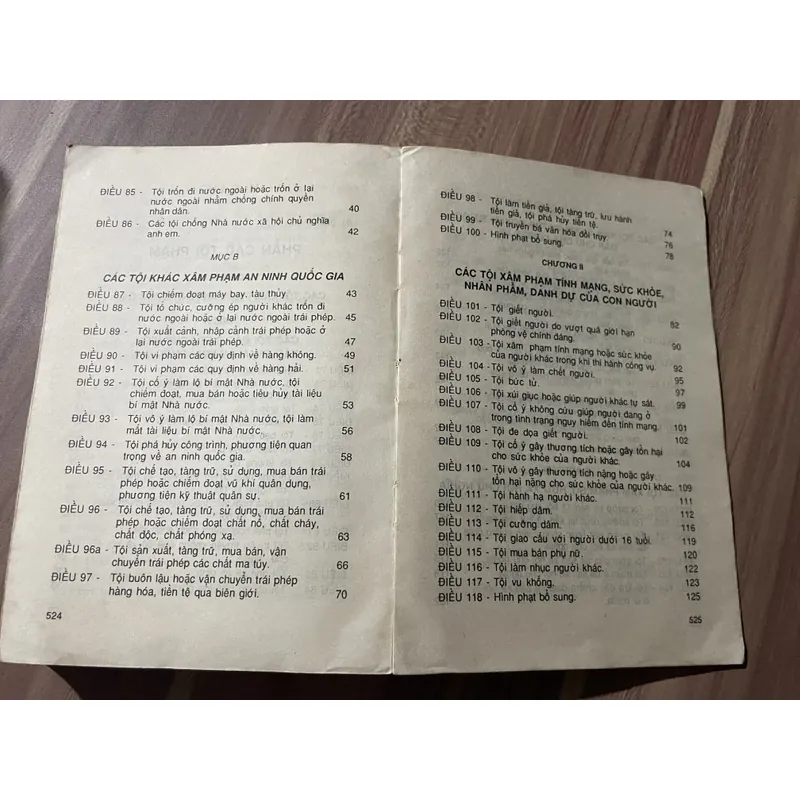 ĐIỀU 85 - Tội trốn đi nước ngoài hoặc trốn ở lại
nước ngoài nhằm chống chính quyền
nhân dân. 40
ĐIỀU 86 - Các tội chống Nhà nước xã hội chủ nghĩa
anh em. 42
MỤC B
CÁC TỘI KHÁC XÂM PHẠM AN NINH QUỐC GIA
ĐIỀU 87 - Tội chiếm đoạt máy bay, tàu thủy. 43
ĐIỀU 88 - Tội tổ chức, cưỡng ép người khác trốn đi
nước ngoài hoặc ở lại nước ngoài trái phép. 45
ĐIỀU 89 - Tội xuất cảnh, nhập cảnh trái phép hoặc ở
lại nước ngoài trái phép. 47
ĐIỀU 90 - Tội vi phạm các quy định về hàng không. 49
ĐIỀU 91 - Tội vi phạm các quy định về hàng hải. 51
ĐIỀU 92 - Tội cố ý làm lộ bí mật Nhà nước, tội
chiếm đoạt, mua bán hoặc tiêu hủy tài liệu
bí mật Nhà nước. 53
ĐIỀU 93 - Tội vô ý làm lộ bí mật Nhà nước, tội làm
mất tài liệu bí mật Nhà nước. 56
ĐIỀU 94 - Tội phá hủy công trình, phương tiện quan
trọng về an ninh quốc gia. 58
ĐIỀU 95 - Tội chế tạo, tàng trữ, sử dụng, mua bán trái
phép hoặc chiếm đoạt vũ khí quân dụng,
phương tiện kỹ thuật quân sự. 61
ĐIỀU 96 - Tội chế tạo, tàng trữ, sử dụng, mua bán trái
phép hoặc chiếm đoạt chất nổ, chất cháy,
chất độc, chất phóng xạ. 63
ĐIỀU 96a - Tội sản xuất, tàng trữ, mua bán, vận
chuyển trái phép các chất ma túy. 66
ĐIỀU 97 - Tội buôn lậu hoặc vận chuyển trái phép
hàng hóa, tiền tệ qua biên giới. 70
524
ĐIỀU 98 - Tội làm tiền giả, tội tàng trữ, lưu hành
tiền giả, tội phá hủy tiền tệ. 74
ĐIỀU 99 - Tội truyền bá văn hóa đồi trụy. 76
ĐIỀU 100 - Hình phạt bổ sung. 78
CHƯƠNG II
CÁC TỘI XÂM PHẠM TÍNH MẠNG, SỨC KHỎE,
NHÂN PHẨM, DANH DỰ CỦA CON NGƯỜI
ĐIỀU 101 - Tội giết người. 82
ĐIỀU 102 - Tội giết người do vượt quá giới hạn
phòng vệ chính đáng. 90
ĐIỀU 103 - Tội xâm phạm tính mạng hoặc sức khỏe
của người khác trong khi thi hành công vụ. 92
ĐIỀU 104 - Tội vô ý làm chết người. 95
ĐIỀU 105 - Tội bức tử. 97
ĐIỀU 106 - Tội xúi giục hoặc giúp người khác tự sát. 99
ĐIỀU 107 - Tội cố ý không cứu giúp người đang ở
trong tình trạng nguy hiểm đến tính mạng. 101
ĐIỀU 108 - Tội đe dọa giết người. 102
ĐIỀU 109 - Tội cố ý gây thương tích hoặc gây tổn hại
cho sức khỏe của người khác. 104
ĐIỀU 110 - Tội vô ý gây thương tích nặng hoặc gây
tổn hại nặng cho sức khỏe của người khác. 109
ĐIỀU 111 - Tội hành hạ người khác. 111
ĐIỀU 112 - Tội hiếp dâm. 112
ĐIỀU 113 - Tội cưỡng dâm. 116
ĐIỀU 114 - Tội giao cấu với người dưới 16 tuổi. 119
ĐIỀU 115 - Tội mua bán phụ nữ. 120
ĐIỀU 116 - Tội làm nhục người khác. 122
ĐIỀU 117 - Tội vu khống. 123
ĐIỀU 118 - Hình phạt bổ sung. 125
525